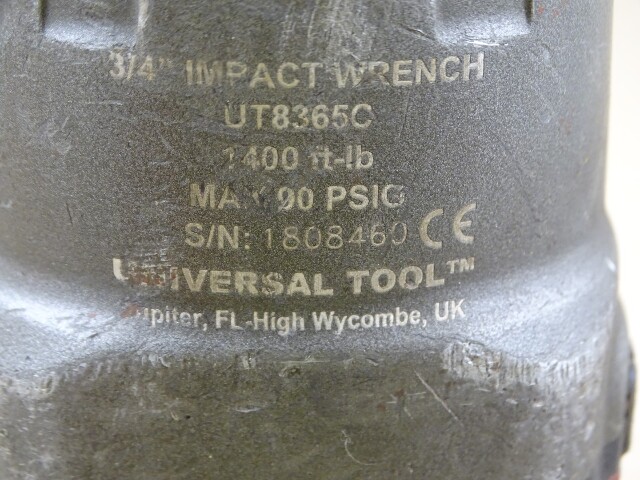 3/4" IMPACT WRENCH
UT8365C
1400 ft-lb
MAX 90 PSIG
S/N: 1808460 CE
UNIVERSAL TOOL™
Jupiter, FL-High Wycombe, UK